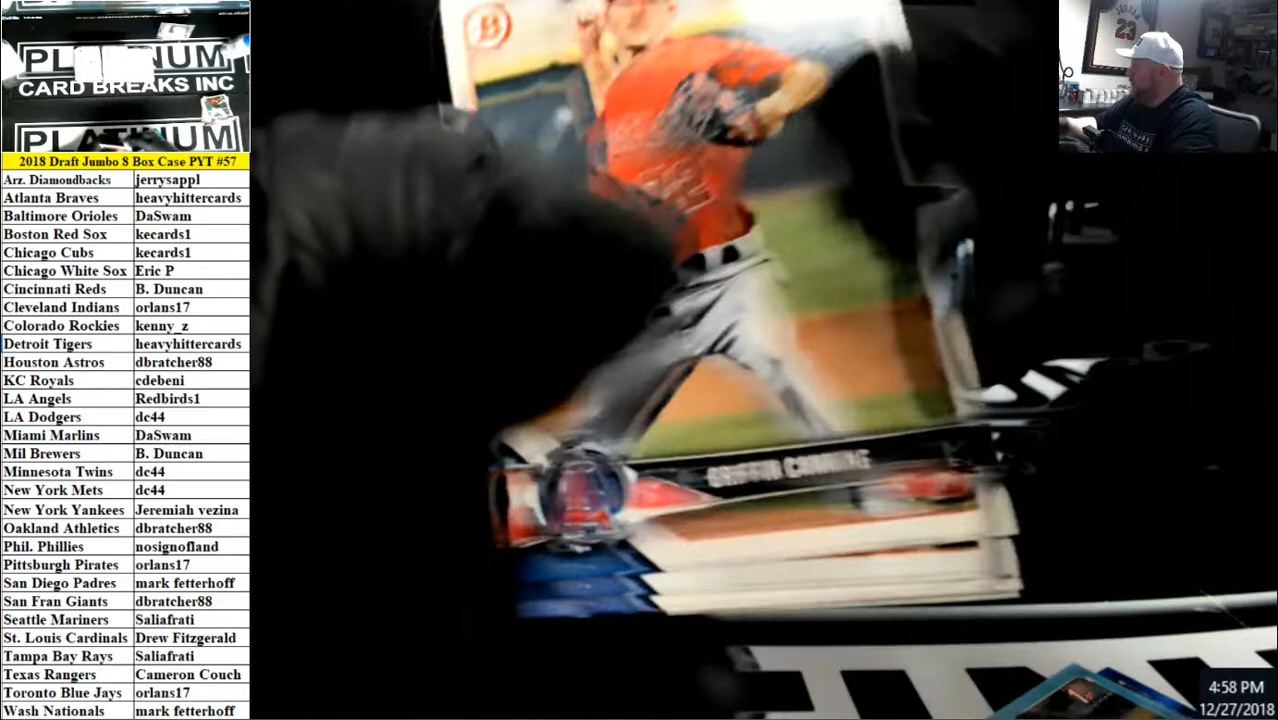 PLATINUM
CARD BREAKS INC
PLATINUM
23
2018 Draft Jumbo 8 Box Case PYT #57
Arz. Diamondbacks jerrysappl
Atlanta Braves heavyhittercards
Baltimore Orioles DaSwam
Boston Red Sox kecards1
Chicago Cubs kecards1
Chicago White Sox Eric P
Cincinnati Reds B. Duncan
Cleveland Indians orlans17
Colorado Rockies kenny_z
Detroit Tigers heavyhittercards
Houston Astros dbratcher88
KC Royals cdebeni
LA Angels Redbirds1
LA Dodgers dc44
Miami Marlins DaSwam
Mil Brewers B. Duncan
Minnesota Twins dc44
New York Mets dc44
New York Yankees Jeremiah vezina
Oakland Athletics dbratcher88
Phil. Phillies nosignofland
Pittsburgh Pirates orlans17
San Diego Padres mark fetterhoff
San Fran Giants dbratcher88
Seattle Mariners Saliafrati
St. Louis Cardinals Drew Fitzgerald
Tampa Bay Rays Saliafrati
Texas Rangers Cameron Couch
Toronto Blue Jays orlans17
Wash Nationals mark fetterhoff
B
GRIFFIN
4:58 PM
12/27/2018